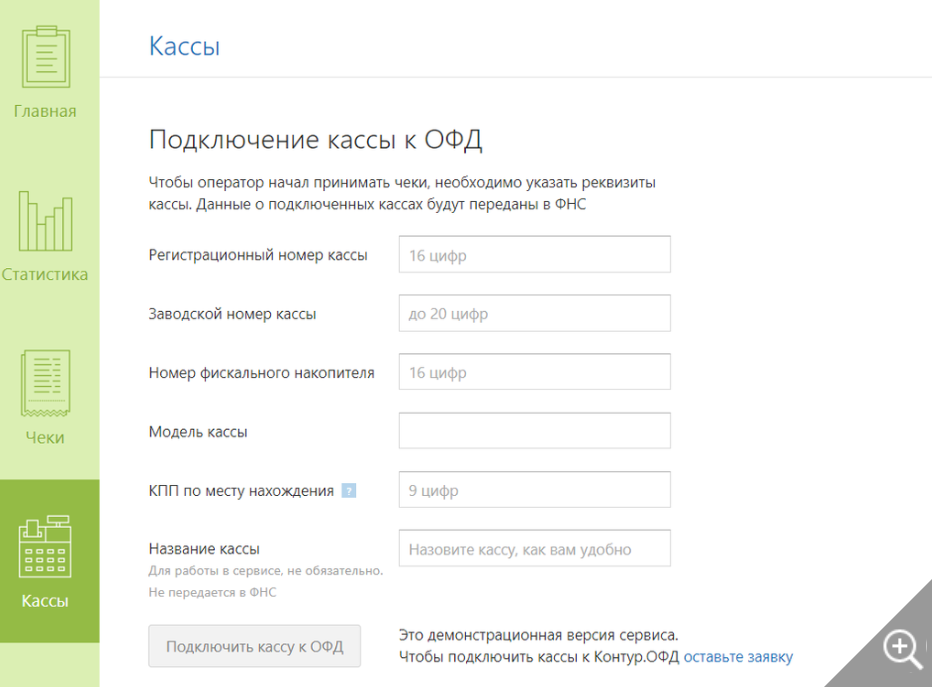 Главная
Статистика
Чеки
Кассы
Кассы
Подключение кассы к ОФД
Чтобы оператор начал принимать чеки, необходимо указать реквизиты
кассы. Данные о подключенных кассах будут переданы в ФНС
Регистрационный номер кассы 16 цифр
Заводской номер кассы до 20 цифр
Номер фискального накопителя 16 цифр
Модель кассы
КПП по месту нахождения ? 9 цифр
Название кассы Назовите кассу, как вам удобно
Для работы в сервисе, не обязательно.
Не передается в ФНС
Подключить кассу к ОФД
Это демонстрационная версия сервиса.
Чтобы подключить кассы к Контур.ОФД оставьте заявку